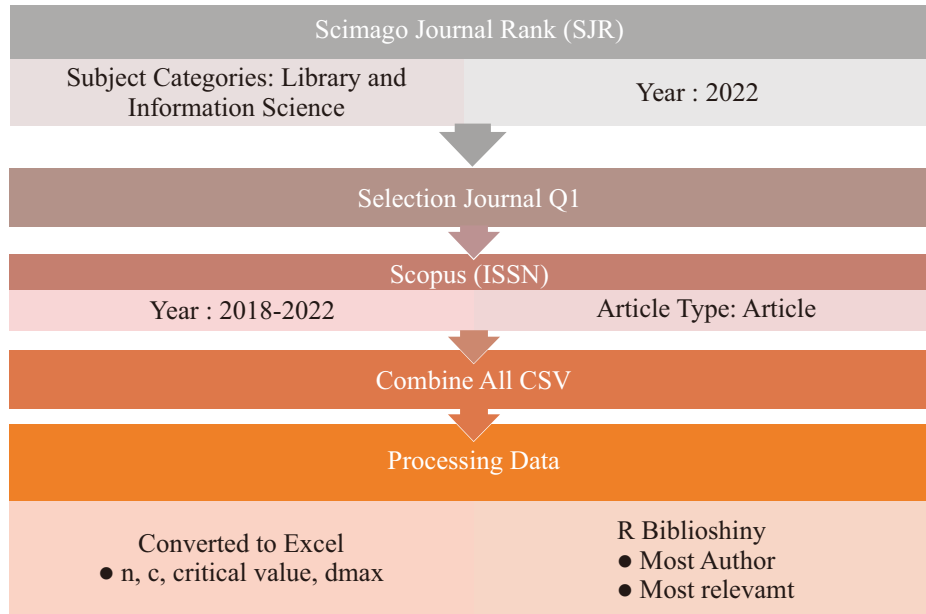 Scimago Journal Rank (SJR)
Subject Categories: Library and
Information Science
Year : 2022
Selection Journal Q1
Scopus (ISSN)
Year : 2018-2022
Article Type: Article
Combine All CSV
Processing Data
Converted to Excel
● n, c, critical value, dmax
R Biblioshiny
● Most Author
● Most relevamt